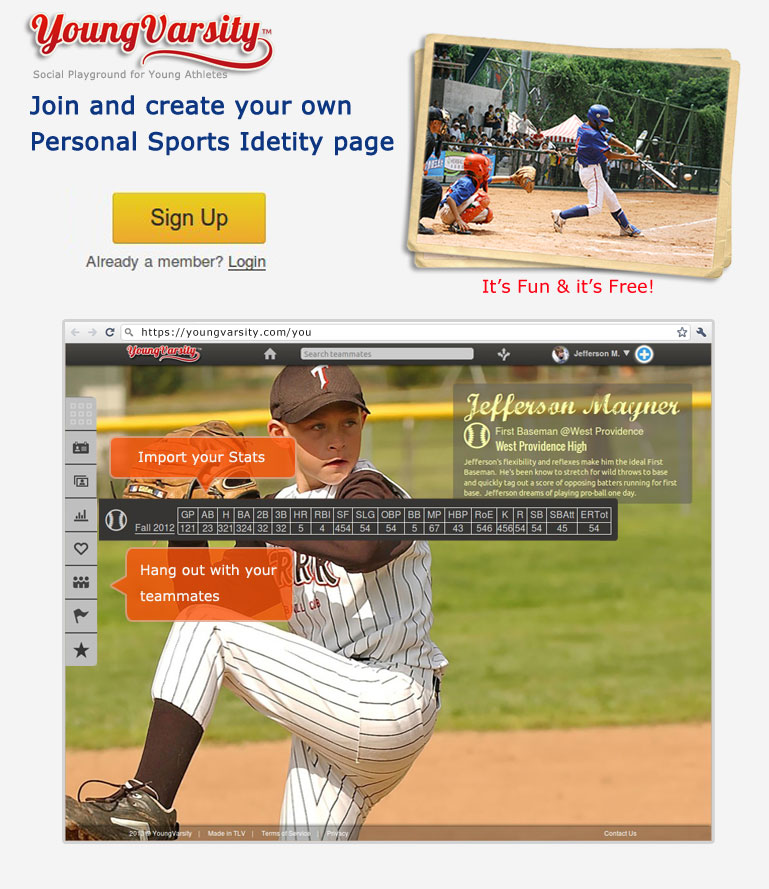 YoungVarsity™
Social Playground for Young Athletes
Join and create your own
Personal Sports Idetity page
Sign Up
Already a member? Login
It's Fun & it's Free!
https://youngvarsity.com/you
YoungVarsity™
Search teammates
Jefferson M. ▼
Jefferson Mayner
First Baseman @West Providence
West Providence High
Jefferson's flexibility and reflexes make him the ideal First
Baseman. He's been know to stretch for wild throws to base
and quickly tag out a score of opposing batters running for first
base. Jefferson dreams of playing pro-ball one day.
T
Import your Stats
GP AB H BA 2B 3B HR RBI SF SLG OBP BB MP HBP RoE K R SB SBAtt ERTot
Fall 2012 121 23 321 324 32 32 5 4 454 54 54 5 67 43 546 456 54 54 45 54
Hang out with your
teammates
RRR
BALL CLUB
2013 © YoungVarsity | Made in TLV | Terms of Service | Privacy
Contact Us